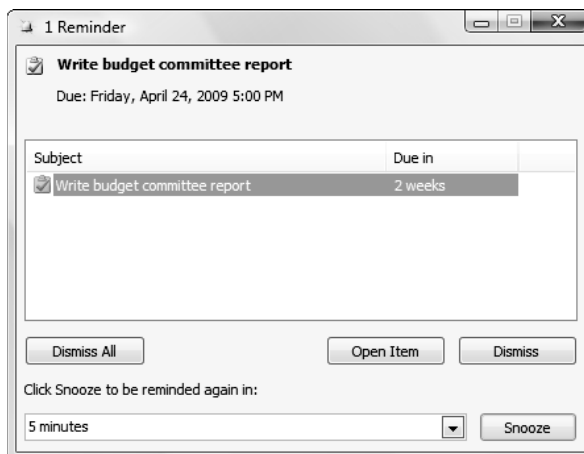 1 Reminder
Write budget committee report
Due: Friday, April 24, 2009 5:00 PM
Subject Due in
Write budget committee report 2 weeks
Dismiss All Open Item Dismiss
Click Snooze to be reminded again in:
5 minutes Snooze